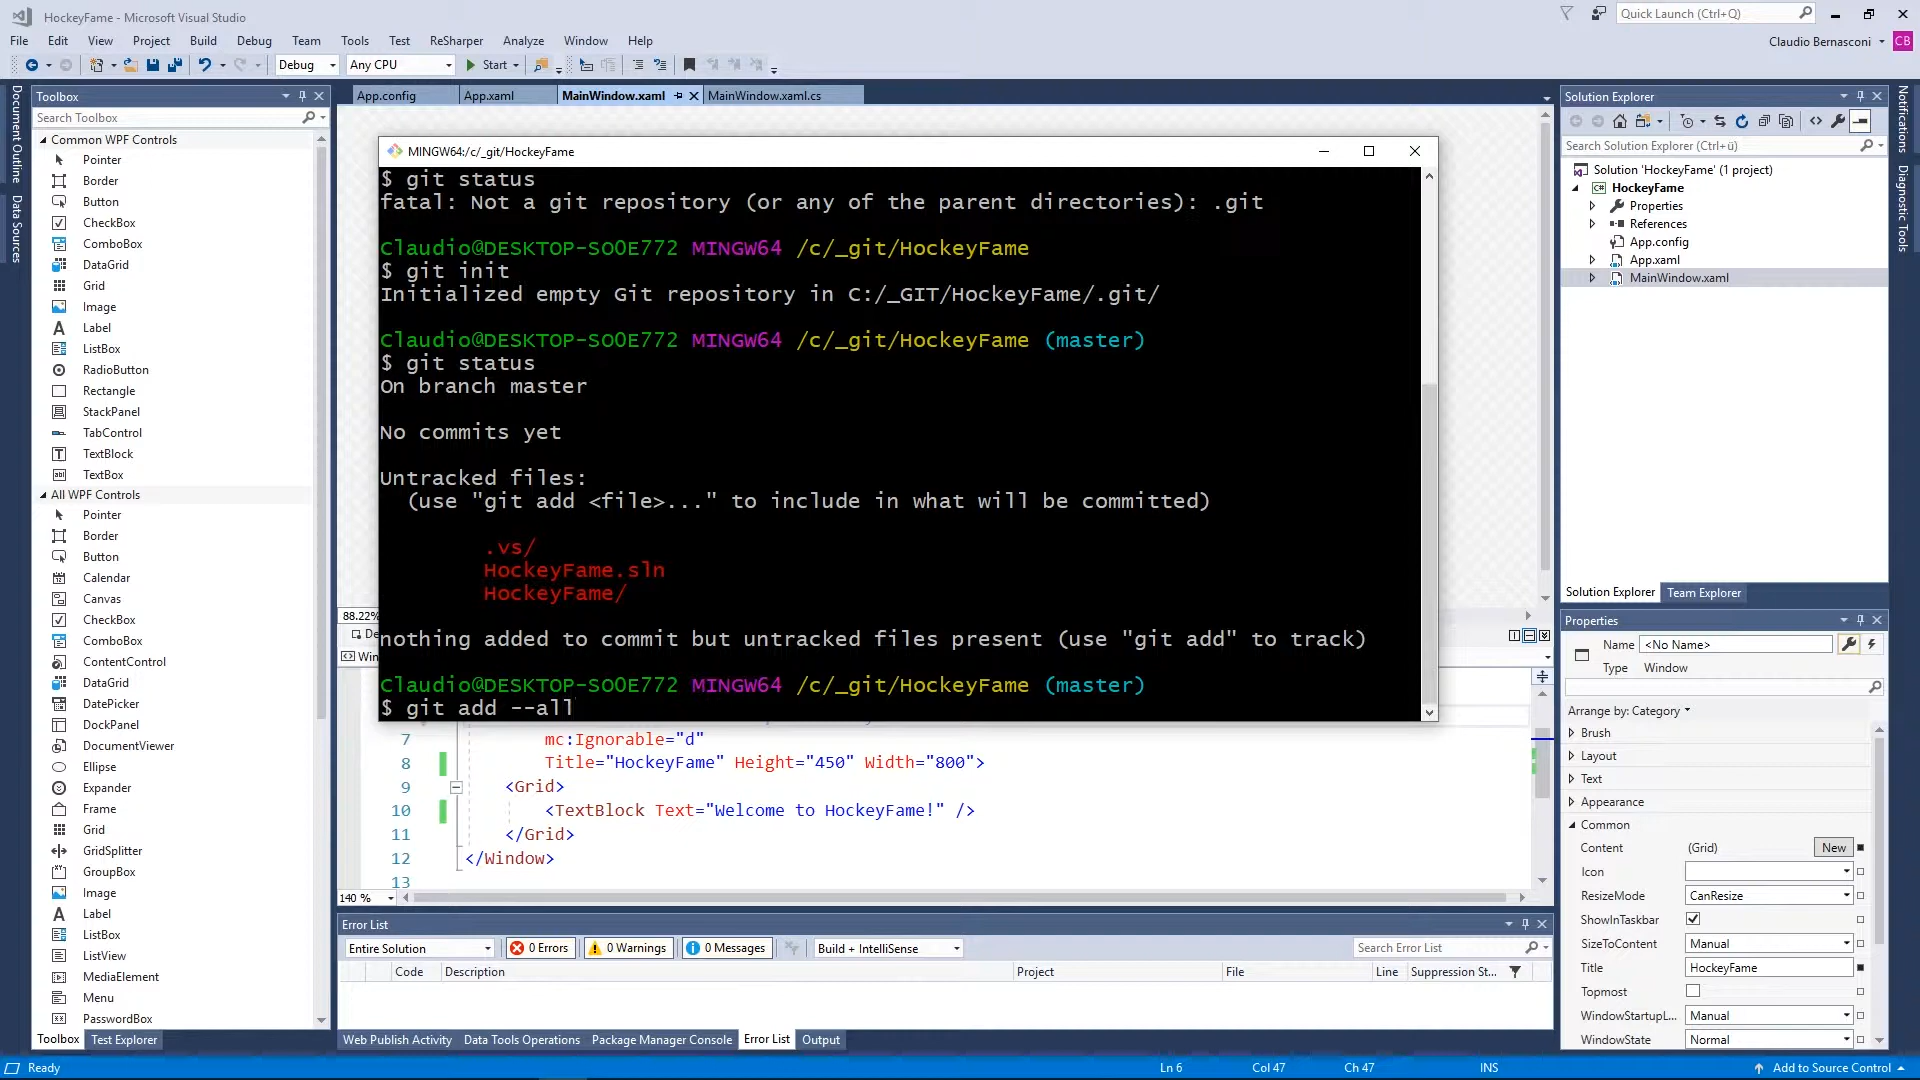 HockeyFame - Microsoft Visual Studio
Quick Launch (Ctrl+Q)
File Edit View Project Build Debug Team Tools Test ReSharper Analyze Window Help
Claudio Bernasconi CB
Debug Any CPU Start
Document Outline
Data Sources
Toolbox
Search Toolbox
Common WPF Controls
Pointer
Border
Button
CheckBox
ComboBox
DataGrid
Grid
Image
Label
ListBox
RadioButton
Rectangle
StackPanel
TabControl
TextBlock
TextBox
All WPF Controls
Pointer
Border
Button
Calendar
Canvas
CheckBox
ComboBox
ContentControl
DataGrid
DatePicker
DockPanel
DocumentViewer
Ellipse
Expander
Frame
Grid
GridSplitter
GroupBox
Image
Label
ListBox
ListView
MediaElement
Menu
PasswordBox
Toolbox Test Explorer
App.config App.xaml MainWindow.xaml MainWindow.xaml.cs
MINGW64:/c/_git/HockeyFame
$ git status
fatal: Not a git repository (or any of the parent directories): .git
Claudio@DESKTOP-SO0E772 MINGW64 /c/_git/HockeyFame
$ git init
Initialized empty Git repository in C:/_GIT/HockeyFame/.git/
Claudio@DESKTOP-SO0E772 MINGW64 /c/_git/HockeyFame (master)
$ git status
On branch master
No commits yet
Untracked files:
(use "git add <file>..." to include in what will be committed)
.vs/
HockeyFame.sln
HockeyFame/
nothing added to commit but untracked files present (use "git add" to track)
Claudio@DESKTOP-SO0E772 MINGW64 /c/_git/HockeyFame (master)
$ git add --all
88.22%
De
Win
7 mc:Ignorable="d"
8 Title="HockeyFame" Height="450" Width="800">
9 <Grid>
10 <TextBlock Text="Welcome to HockeyFame!" />
11 </Grid>
12 </Window>
13
140 %
Error List
Entire Solution 0 Errors 0 Warnings 0 Messages Build + IntelliSense Search Error List
Code Description Project File Line Suppression St...
Web Publish Activity Data Tools Operations Package Manager Console Error List Output
Solution Explorer
Search Solution Explorer (Ctrl+ü)
Solution 'HockeyFame' (1 project)
C# HockeyFame
Properties
References
App.config
App.xaml
MainWindow.xaml
Solution Explorer Team Explorer
Properties
Name <No Name>
Type Window
Arrange by: Category
Brush
Layout
Text
Appearance
Common
Content (Grid) New
Icon
ResizeMode CanResize
ShowInTaskbar
SizeToContent Manual
Title HockeyFame
Topmost
WindowStartupL... Manual
WindowState Normal
Notifications
Diagnostic Tools
Ready Ln 6 Col 47 Ch 47 INS Add to Source Control